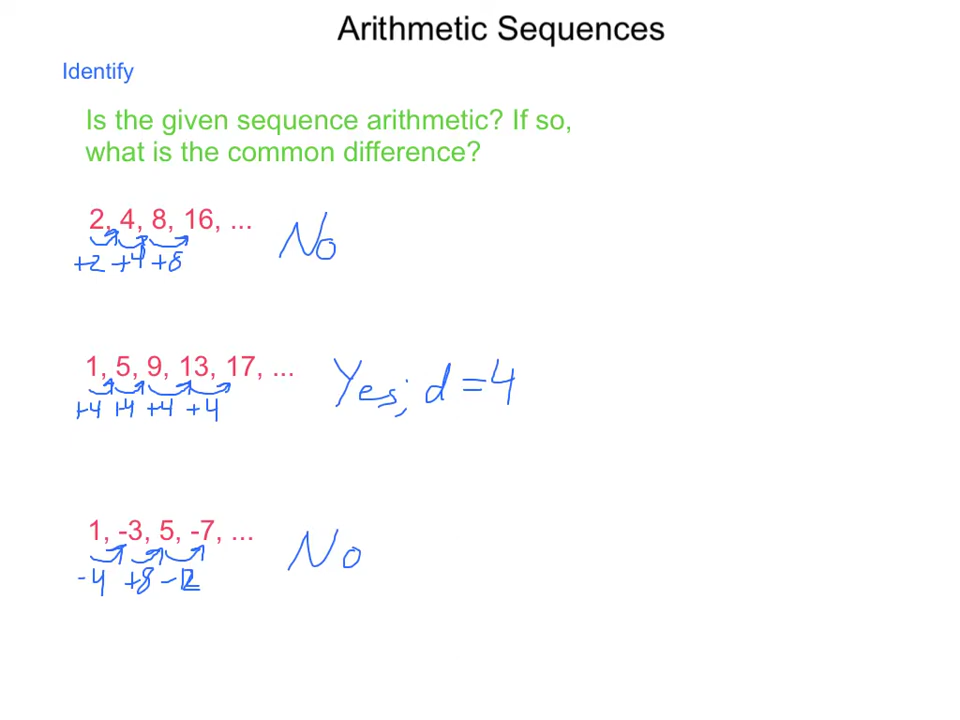 Arithmetic Sequences
Identify
Is the given sequence arithmetic? If so,
what is the common difference?
2, 4, 8, 16, ... No
+2 +4 +8
1, 5, 9, 13, 17, ... Yes; d = 4
+4 +4 +4 +4
1, -3, 5, -7, ... No
-4 +8 -12